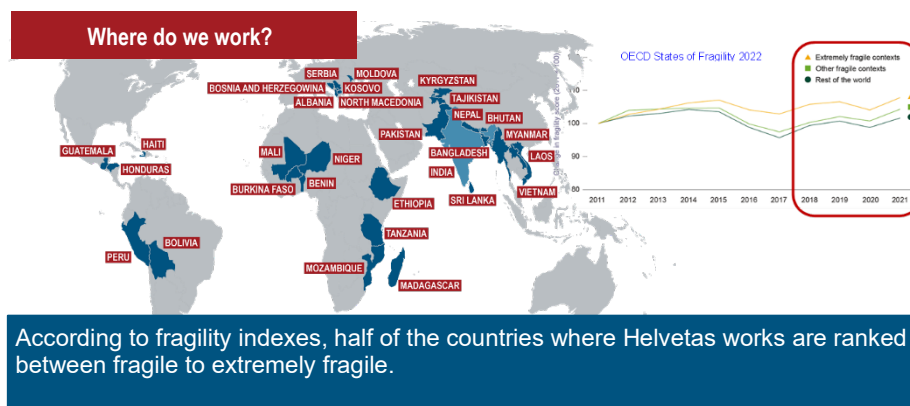 Where do we work?
SERBIA
MOLDOVA
BOSNIA AND HERZEGOWINA
KOSOVO
ALBANIA
NORTH MACEDONIA
KYRGYZSTAN
TAJIKISTAN
NEPAL
BHUTAN
PAKISTAN
MYANMAR
BANGLADESH
LAOS
INDIA
VIETNAM
SRI LANKA
GUATEMALA
HAITI
HONDURAS
MALI
NIGER
BURKINA FASO
BENIN
ETHIOPIA
TANZANIA
BOLIVIA
PERU
MOZAMBIQUE
MADAGASCAR
OECD States of Fragility 2022
Extremely fragile contexts
Other fragile contexts
Rest of the world
100
90
80
2011 2012 2013 2014 2015 2016 2017 2018 2019 2020 2021
According to fragility indexes, half of the countries where Helvetas works are ranked
between fragile to extremely fragile.